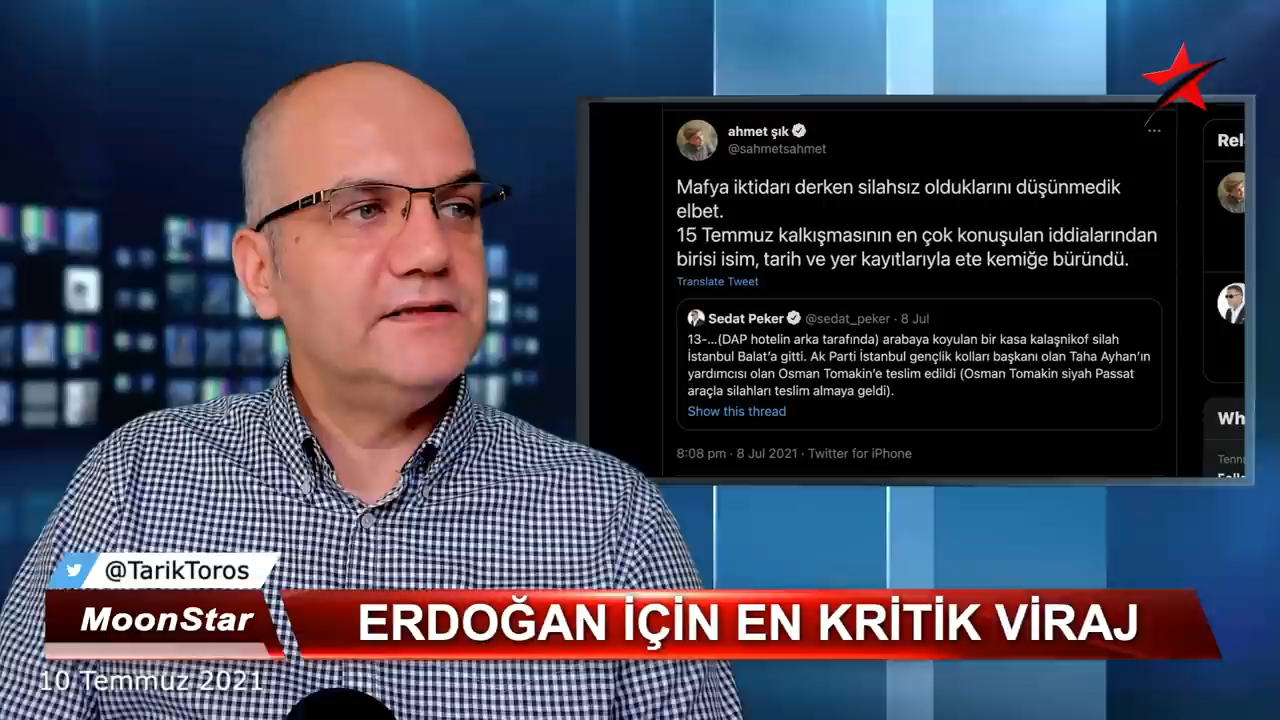 ahmet şık
@sahmetsahmet
Mafya iktidarı derken silahsız olduklarını düşünmedik
elbet.
15 Temmuz kalkışmasının en çok konuşulan iddialarından
birisi isim, tarih ve yer kayıtlarıyla ete kemiğe büründü.
Translate Tweet
Sedat Peker @sedat_peker · 8 Jul
13-...(DAP hotelin arka tarafında) arabaya koyulan bir kasa kalaşnikof silah
İstanbul Balat'a gitti. Ak Parti İstanbul gençlik kolları başkanı olan Taha Ayhan'ın
yardımcısı olan Osman Tomakin'e teslim edildi (Osman Tomakin siyah Passat
araçla silahları teslim almaya geldi).
Show this thread
8:08 pm · 8 Jul 2021 · Twitter for iPhone
Rel
Wh
@TarikToros
MoonStar
ERDOĞAN İÇİN EN KRİTİK VİRAJ
10 Temmuz 2021